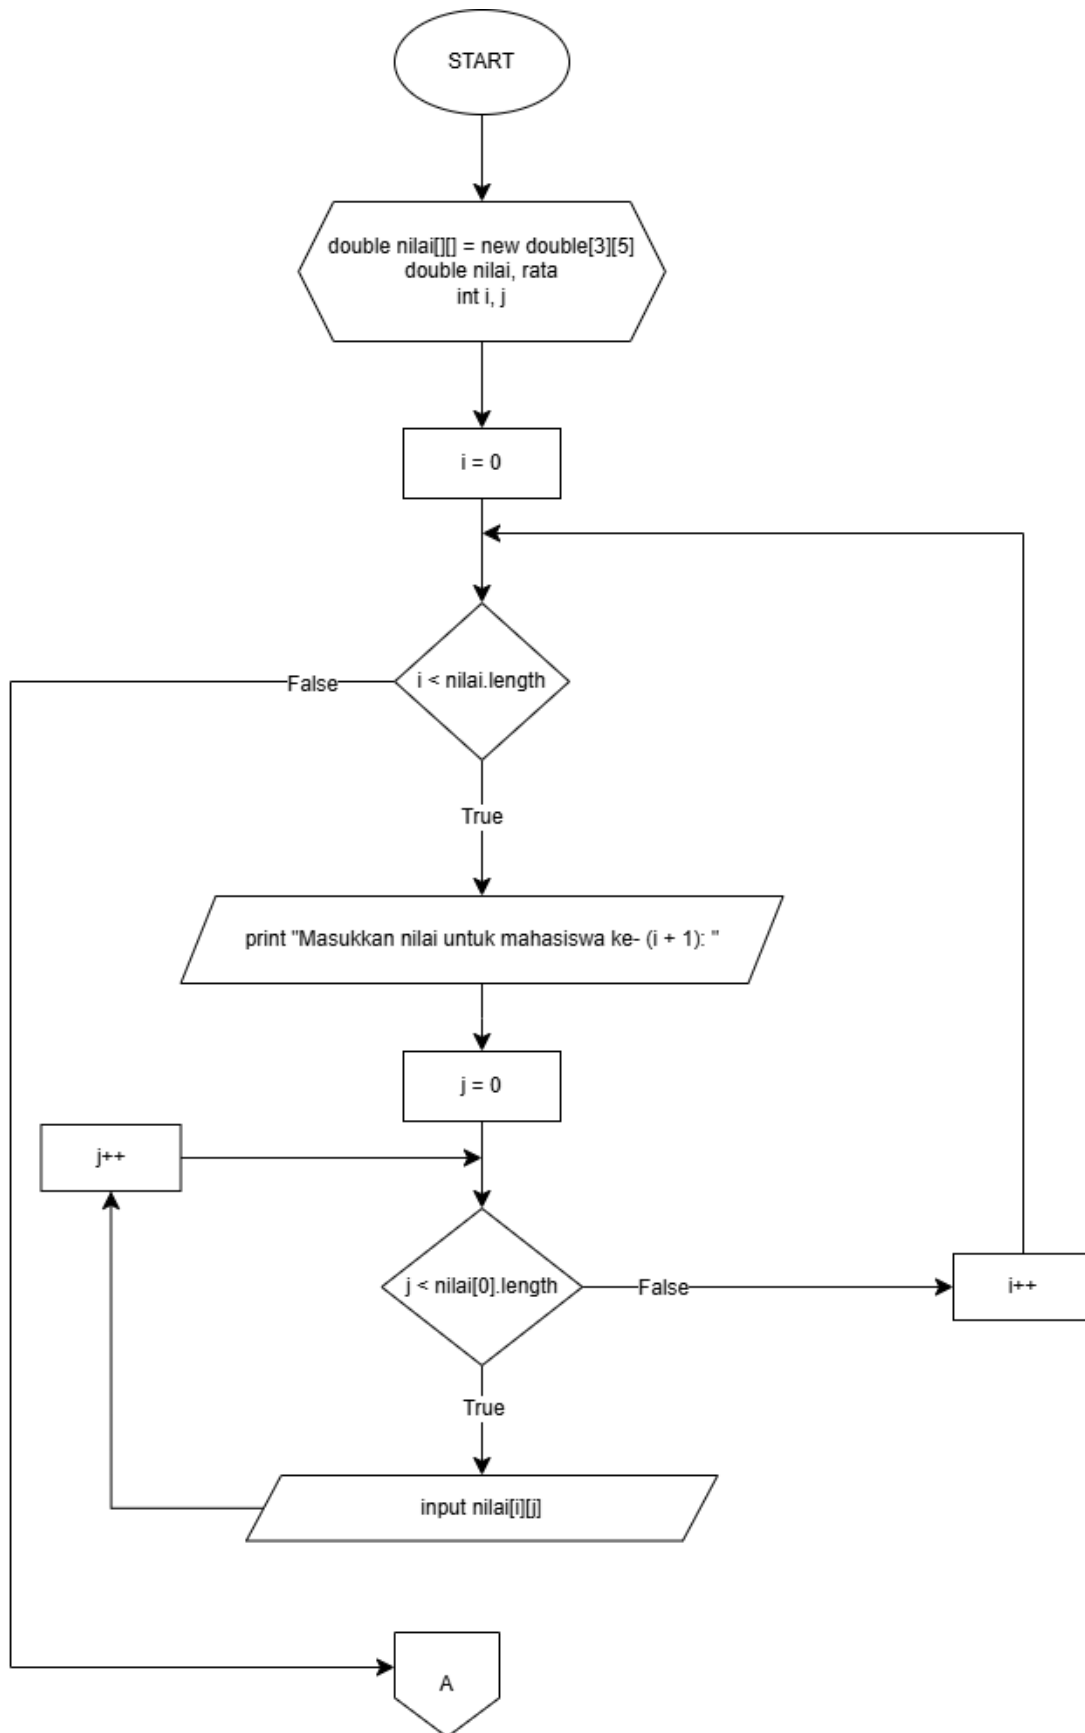 START
double nilai[][] = new double[3][5]
double nilai, rata
int i, j
i = 0
i < nilai.length
False
True
print "Masukkan nilai untuk mahasiswa ke- (i + 1): "
j = 0
j++
j < nilai[0].length
False
i++
True
input nilai[i][j]
A